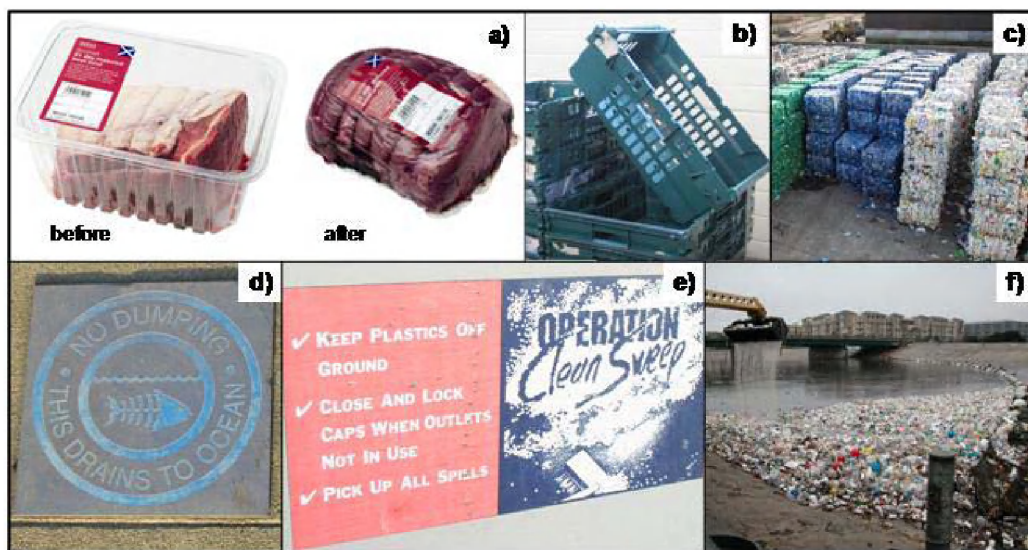 a)
before
after
b)
c)
d)
NO DUMPING
THIS DRAINS TO OCEAN
e)
✓ KEEP PLASTICS OFF
GROUND
✓ CLOSE AND LOCK
CAPS WHEN OUTLETS
NOT IN USE
✓ PICK UP ALL SPILLS
OPERATION
Clean Sweep
f)